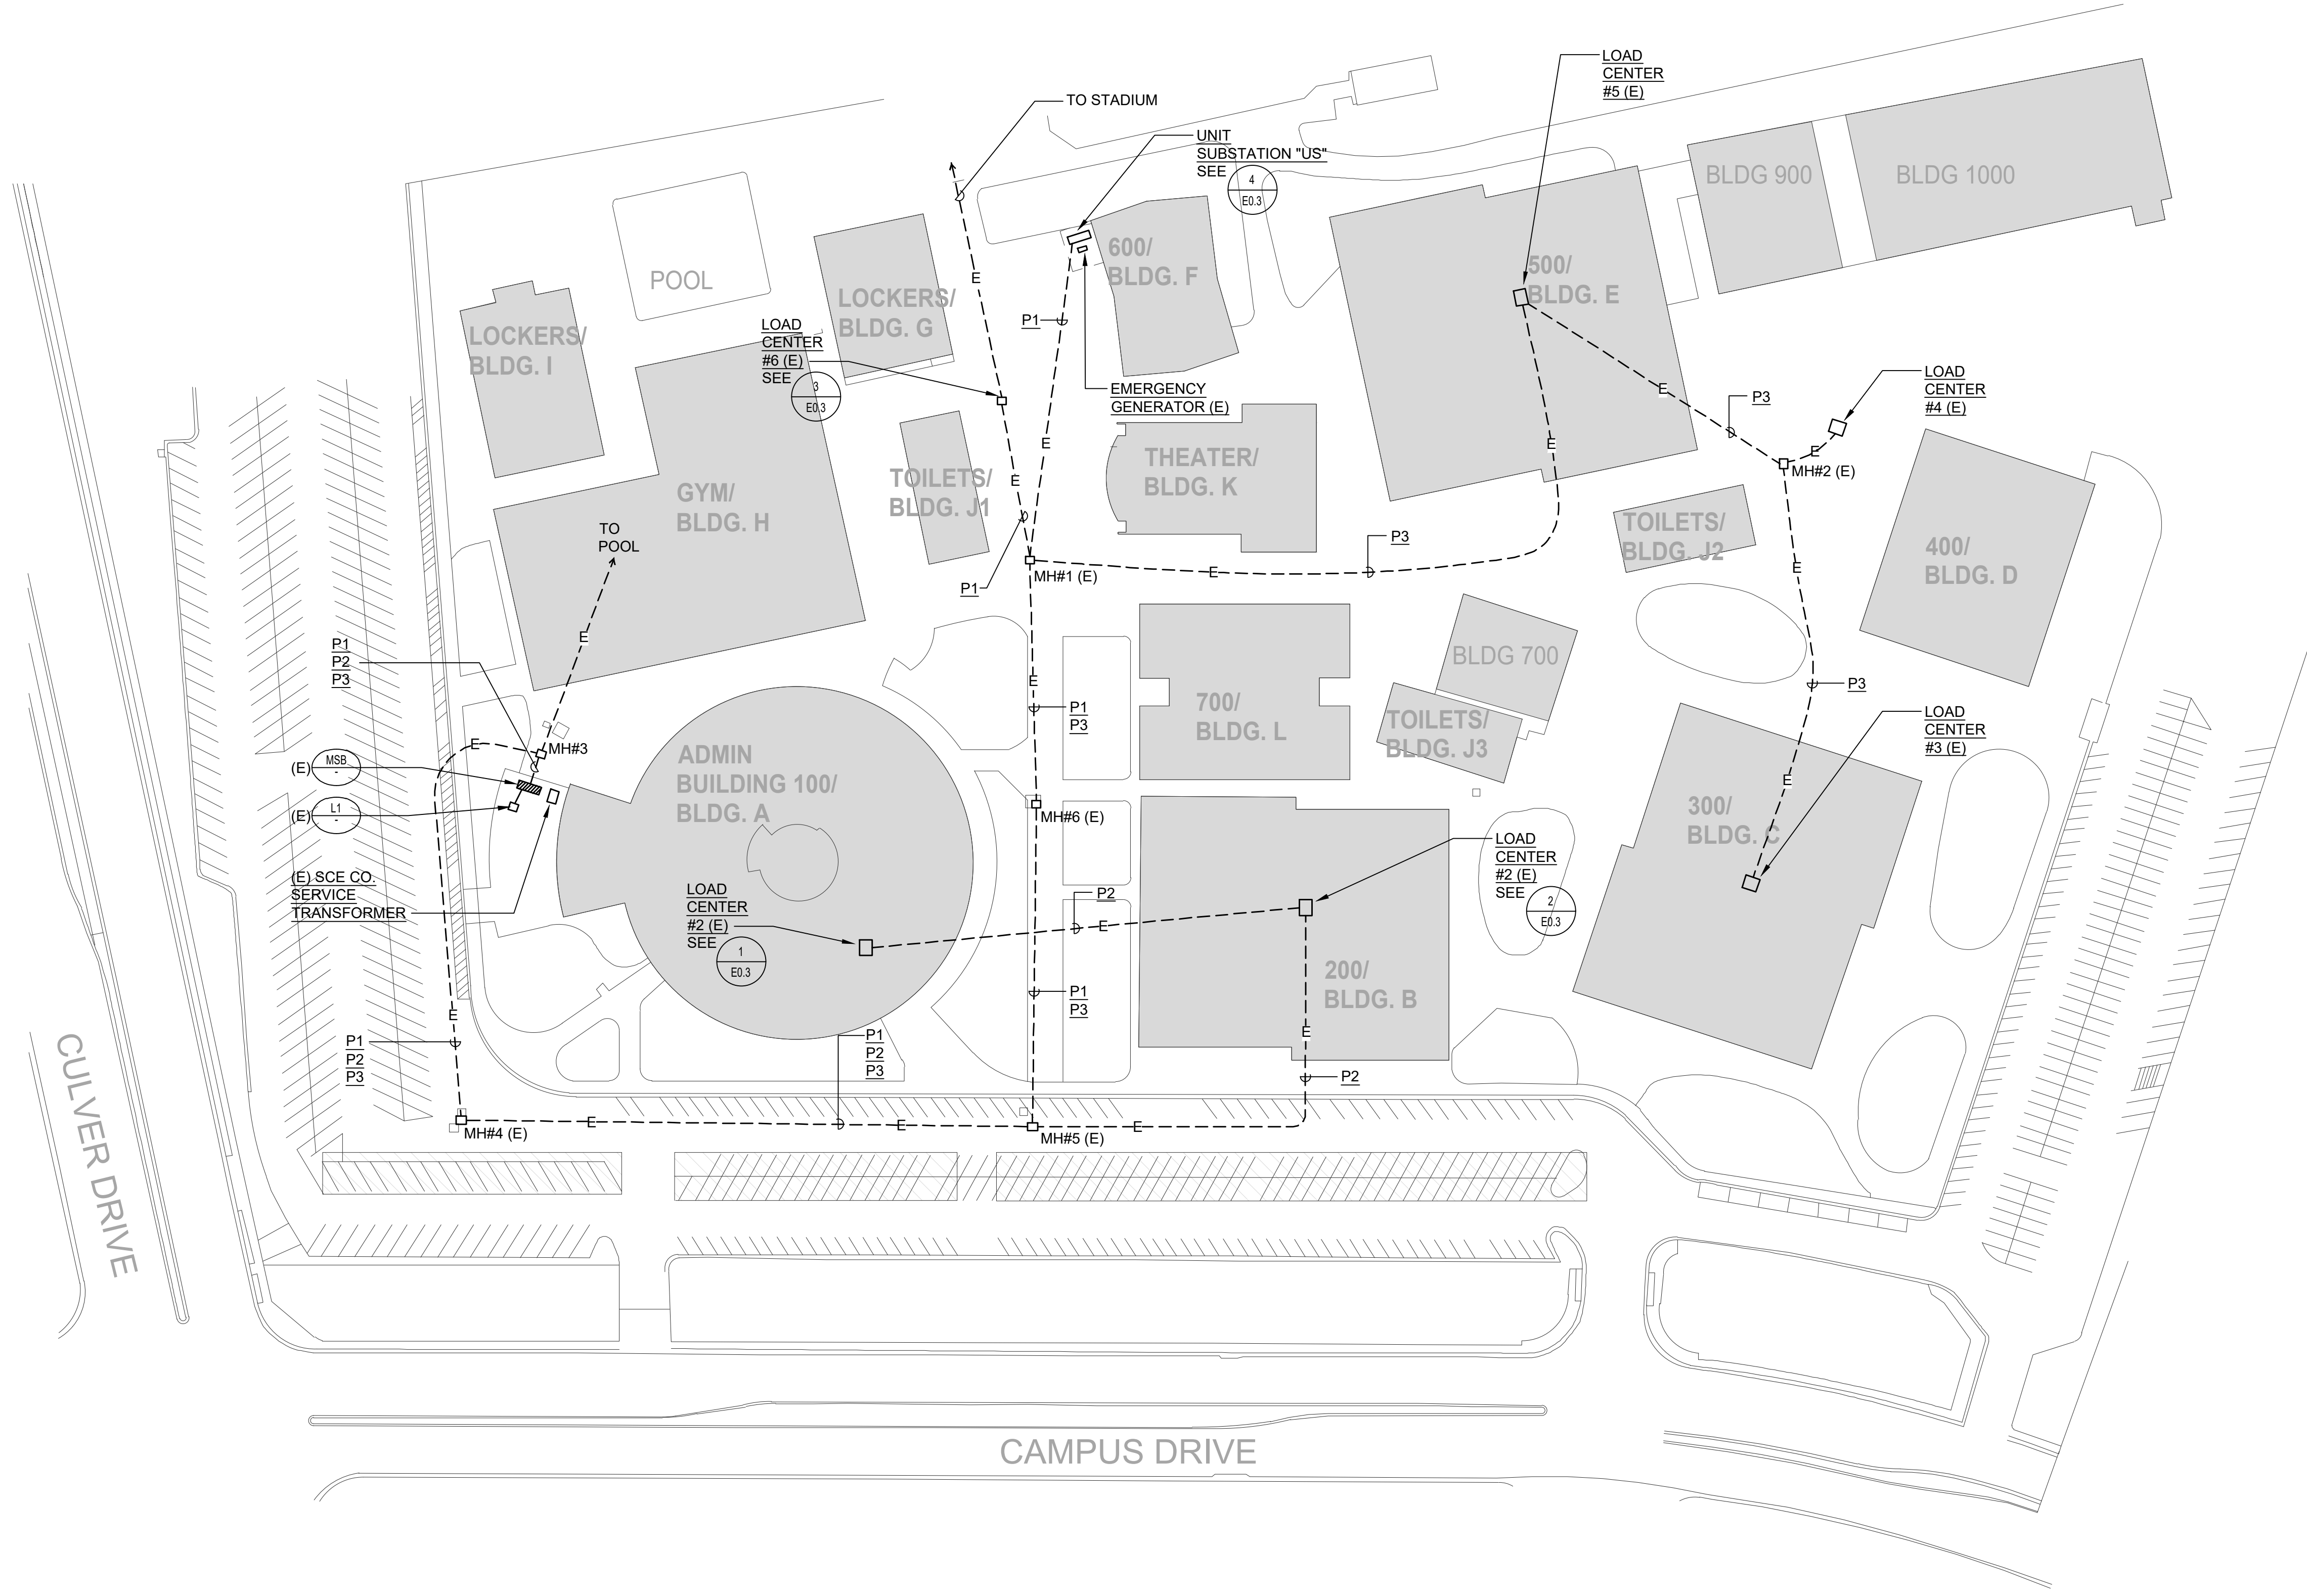 LOAD
CENTER
#5 (E)
TO STADIUM
UNIT
SUBSTATION "US"
SEE
4
E0.3
BLDG 900
BLDG 1000
600/
BLDG. F
500/
BLDG. E
POOL
LOCKERS/
BLDG. G
LOCKERS/
BLDG. I
LOAD
CENTER
#6 (E)
SEE
3
E0.3
E
P1
EMERGENCY
GENERATOR (E)
LOAD
CENTER
#4 (E)
E
P3
E
E
E
MH#2 (E)
THEATER/
BLDG. K
TOILETS/
BLDG. J1
E
GYM/
BLDG. H
TO
POOL
P1
MH#1 (E)
E
P3
TOILETS/
BLDG. J2
E
400/
BLDG. D
E
P1
P2
P3
E
P1
P3
700/
BLDG. L
BLDG 700
TOILETS/
BLDG. J3
P3
LOAD
CENTER
#3 (E)
E
MH#3
(E)
MSB
-
(E)
L1
-
ADMIN
BUILDING 100/
BLDG. A
MH#6 (E)
E
300/
BLDG. C
(E) SCE CO.
SERVICE
TRANSFORMER
LOAD
CENTER
#2 (E)
SEE
1
E0.3
P2
E
LOAD
CENTER
#2 (E)
SEE
2
E0.3
200/
BLDG. B
P1
P3
E
E
P1
P2
P3
P1
P2
P3
P2
MH#4 (E)
E
E
MH#5 (E)
E
CULVER DRIVE
CAMPUS DRIVE